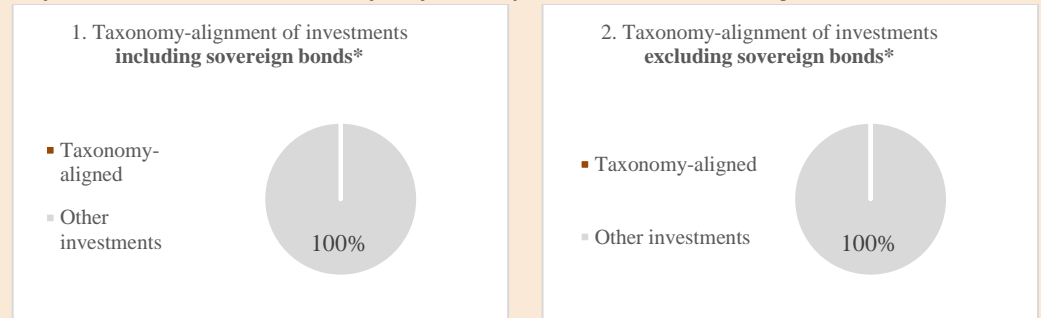 1. Taxonomy-alignment of investments
including sovereign bonds*
Taxonomy-
aligned
Other
investments
100%
2. Taxonomy-alignment of investments
excluding sovereign bonds*
Taxonomy-aligned
Other investments
100%